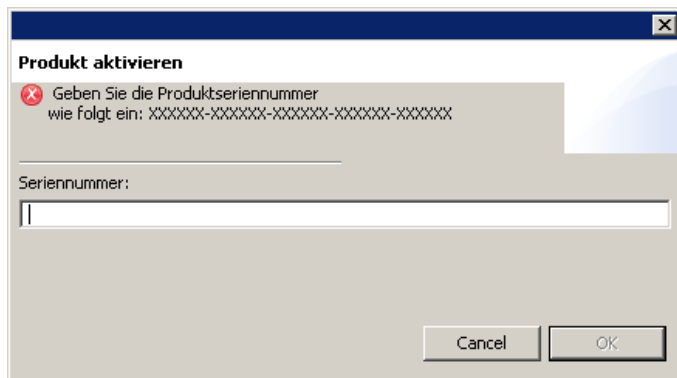 Produkt aktivieren
Geben Sie die Produktseriennummer
wie folgt ein: XXXXXX-XXXXXX-XXXXXX-XXXXXX-XXXXXX
Seriennummer:
Cancel OK